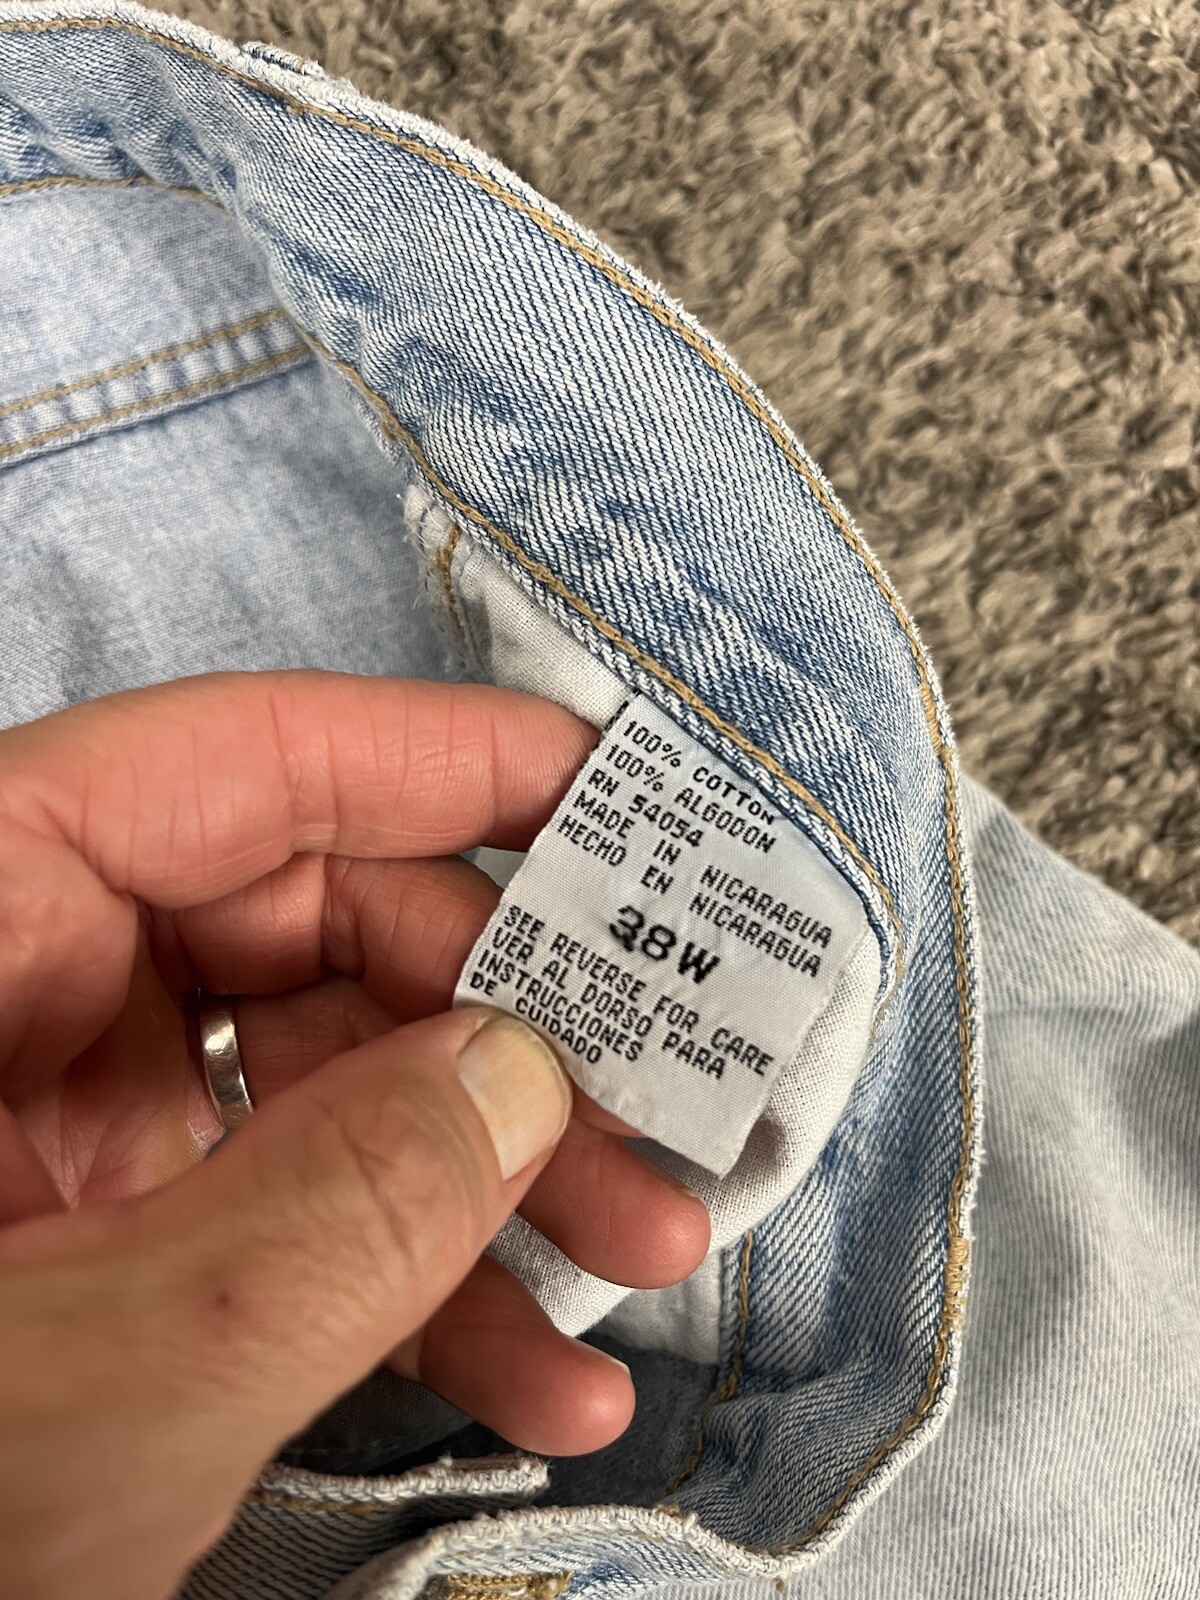 100% COTTON
100% ALGODON
RN 54054
MADE IN NICARAGUA
HECHO EN NICARAGUA
38W
SEE REVERSE FOR CARE
VER AL DORSO PARA
INSTRUCCIONES
DE CUIDADO